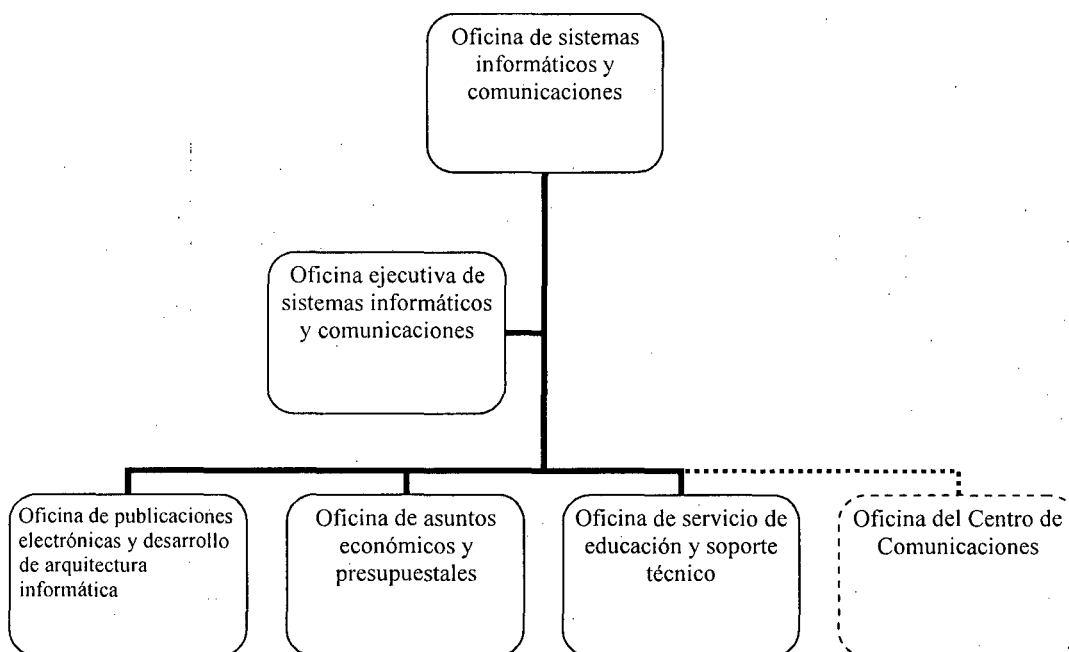 Oficina de sistemas
informáticos y
comunicaciones
Oficina ejecutiva de
sistemas informáticos
y comunicaciones
Oficina de publicaciones
electrónicas y desarrollo
de arquitectura
informática
Oficina de asuntos
económicos y
presupuestales
Oficina de servicio de
educación y soporte
técnico
Oficina del Centro de
Comunicaciones